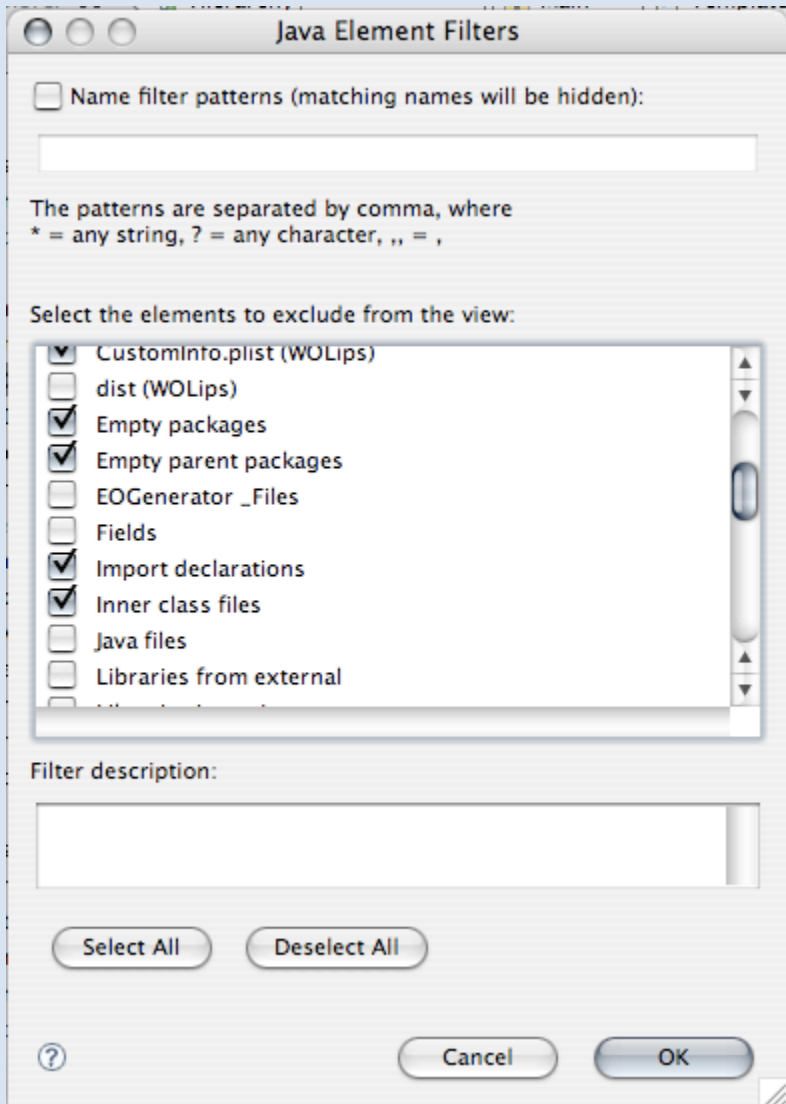 Java Element Filters
Name filter patterns (matching names will be hidden):
The patterns are separated by comma, where
* = any string, ? = any character, ,, = ,
Select the elements to exclude from the view:
CustomInfo.plist (WOLips)
dist (WOLips)
Empty packages
Empty parent packages
EOGenerator _Files
Fields
Import declarations
Inner class files
Java files
Libraries from external
Filter description:
Select All
Deselect All
?
Cancel
OK